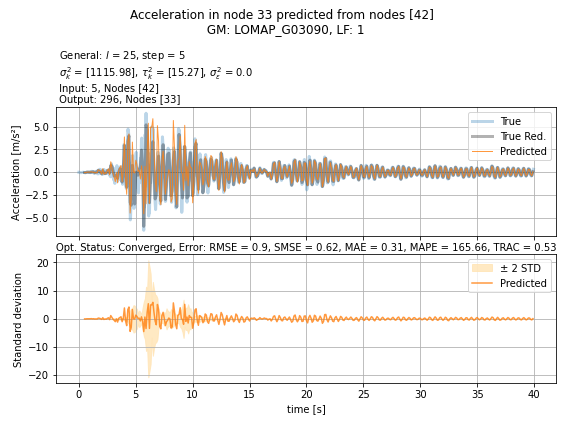 Acceleration in node 33 predicted from nodes [42]
GM: LOMAP_G03090, LF: 1
General: l = 25, step = 5
σ²ₖ = [1115.98], τ²ₖ = [15.27], σ²ε = 0.0
Input: 5, Nodes [42]
Output: 296, Nodes [33]
Acceleration [m/s²]
5.0
2.5
0.0
−2.5
−5.0
True
True Red.
Predicted
Opt. Status: Converged, Error: RMSE = 0.9, SMSE = 0.62, MAE = 0.31, MAPE = 165.66, TRAC = 0.53
Standard deviation
20
10
0
−10
−20
± 2 STD
Predicted
0 5 10 15 20 25 30 35 40
time [s]